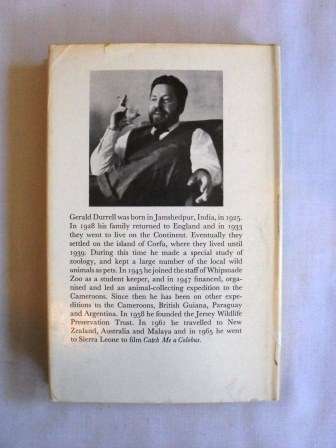 Gerald Durrell was born in Jamshedpur, India, in 1925.
In 1928 his family returned to England and in 1933
they went to live on the Continent. Eventually they
settled on the island of Corfu, where they lived until
1939. During this time he made a special study of
zoology, and kept a large number of the local wild
animals as pets. In 1945 he joined the staff of Whipsnade
Zoo as a student keeper, and in 1947 financed, organ-
ised and led an animal-collecting expedition to the
Cameroons. Since then he has been on other expe-
ditions to the Cameroons, British Guiana, Paraguay
and Argentina. In 1958 he founded the Jersey Wildlife
Preservation Trust. In 1961 he travelled to New
Zealand, Australia and Malaya and in 1965 he went
to Sierra Leone to film Catch Me a Colobus.